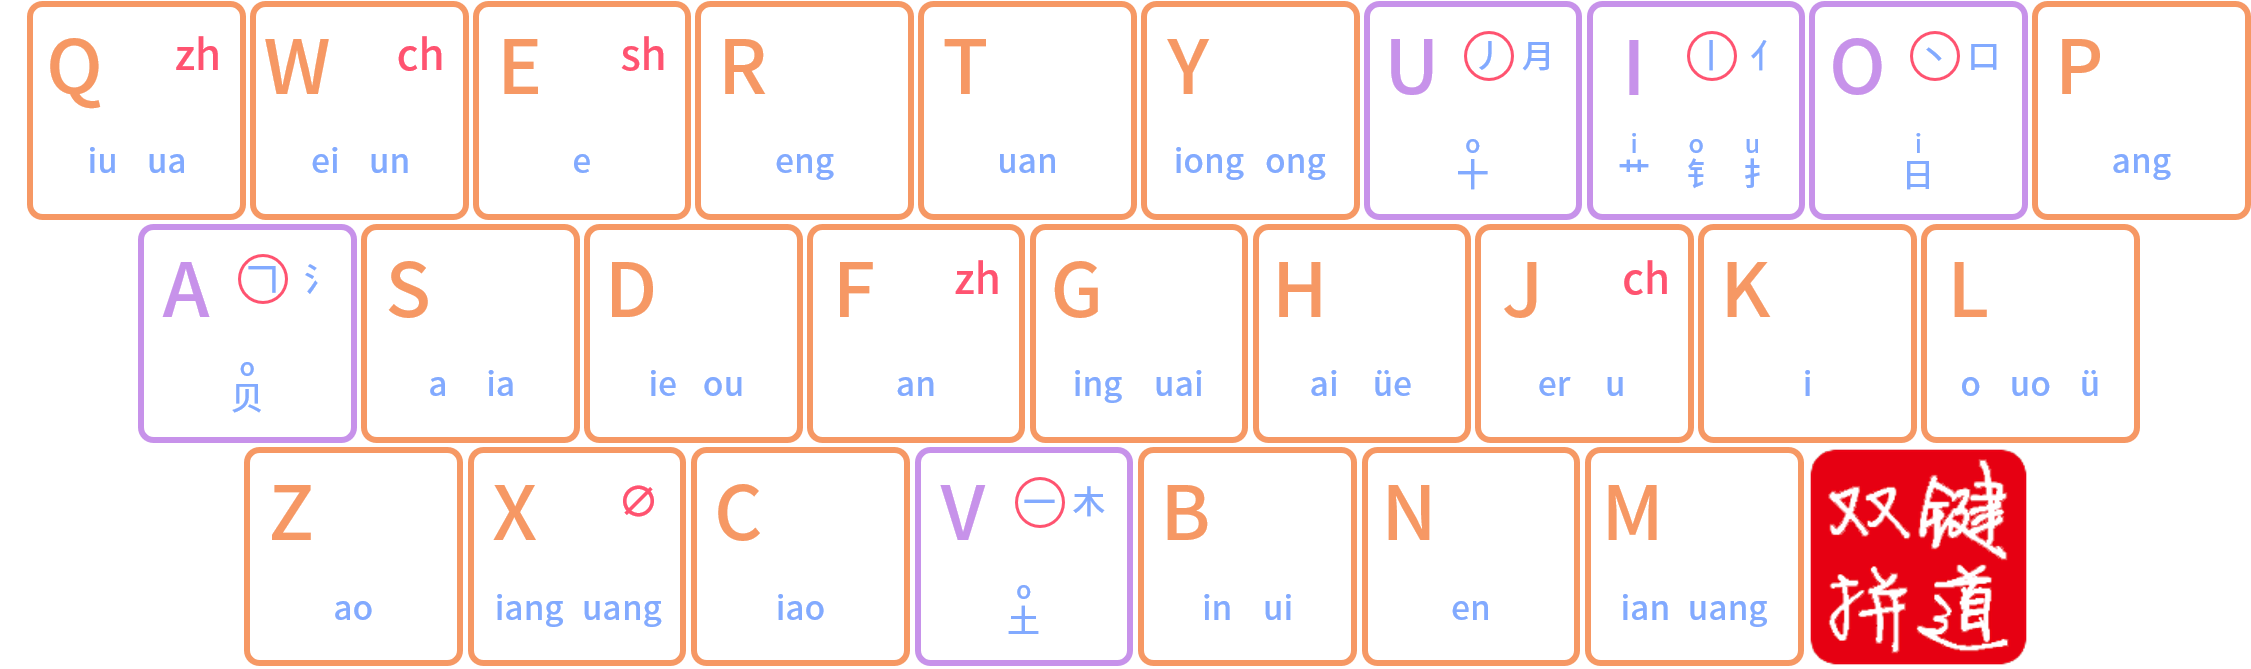 Q zh W ch E sh R T Y U 丿 月 I 丨 亻 O 丶 口 P
iu ua ei un e eng uan iong ong o 十 i 艹 o 钅 u 扌 i 日 ang
A ㇕ 氵 S D F zh G H J ch K L
o 贝 a ia ie ou an ing uai ai üe er u i o uo ü
Z X ∅ C V 一 木 B N M
ao iang uang iao o 土 in ui en ian uang
双键
拼道